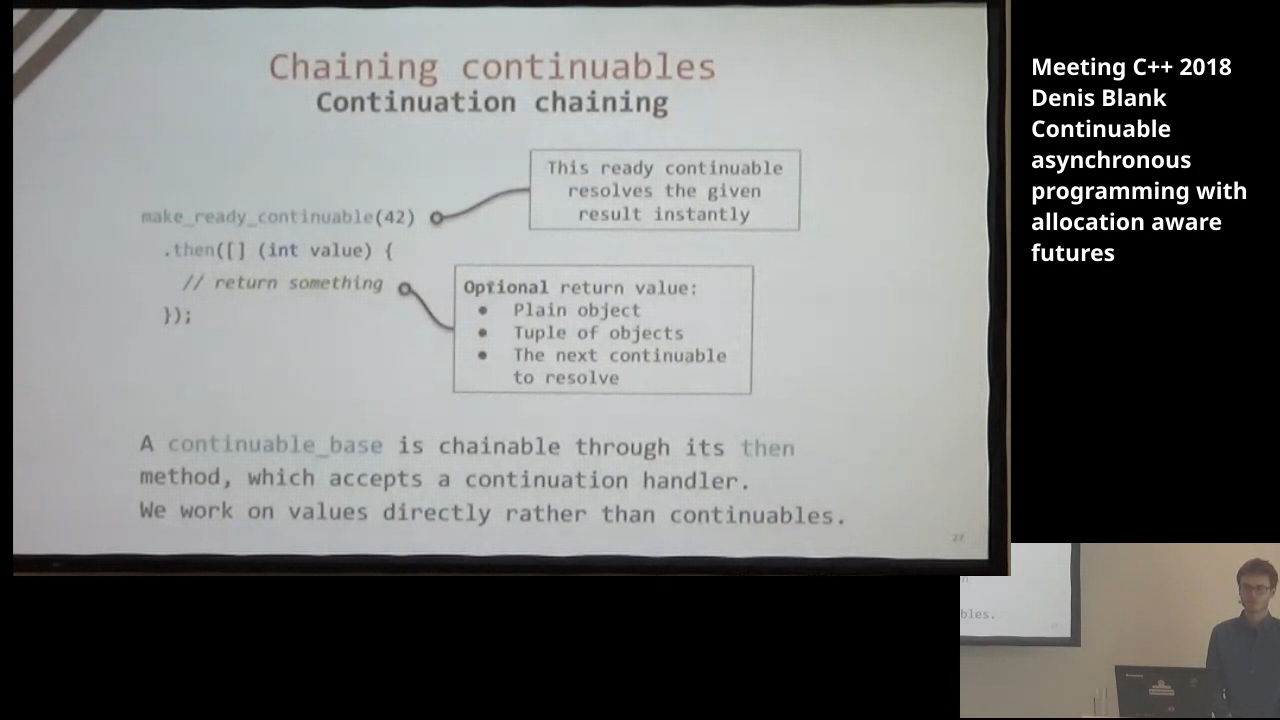 Chaining continuables
Continuation chaining
This ready continuable
resolves the given
result instantly
make_ready_continuable(42)
.then([] (int value) {
// return something
});
Optional return value:
● Plain object
● Tuple of objects
● The next continuable
to resolve
A continuable_base is chainable through its then
method, which accepts a continuation handler.
We work on values directly rather than continuables.
27
Meeting C++ 2018
Denis Blank
Continuable
asynchronous
programming with
allocation aware
futures
bles.